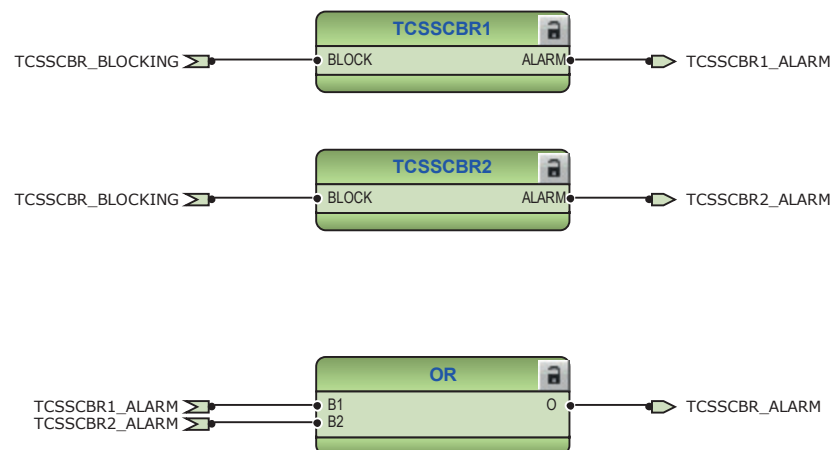 TCSSCBR1
TCSSCBR_BLOCKING BLOCK ALARM TCSSCBR1_ALARM
TCSSCBR2
TCSSCBR_BLOCKING BLOCK ALARM TCSSCBR2_ALARM
OR
TCSSCBR1_ALARM B1 O TCSSCBR_ALARM
TCSSCBR2_ALARM B2